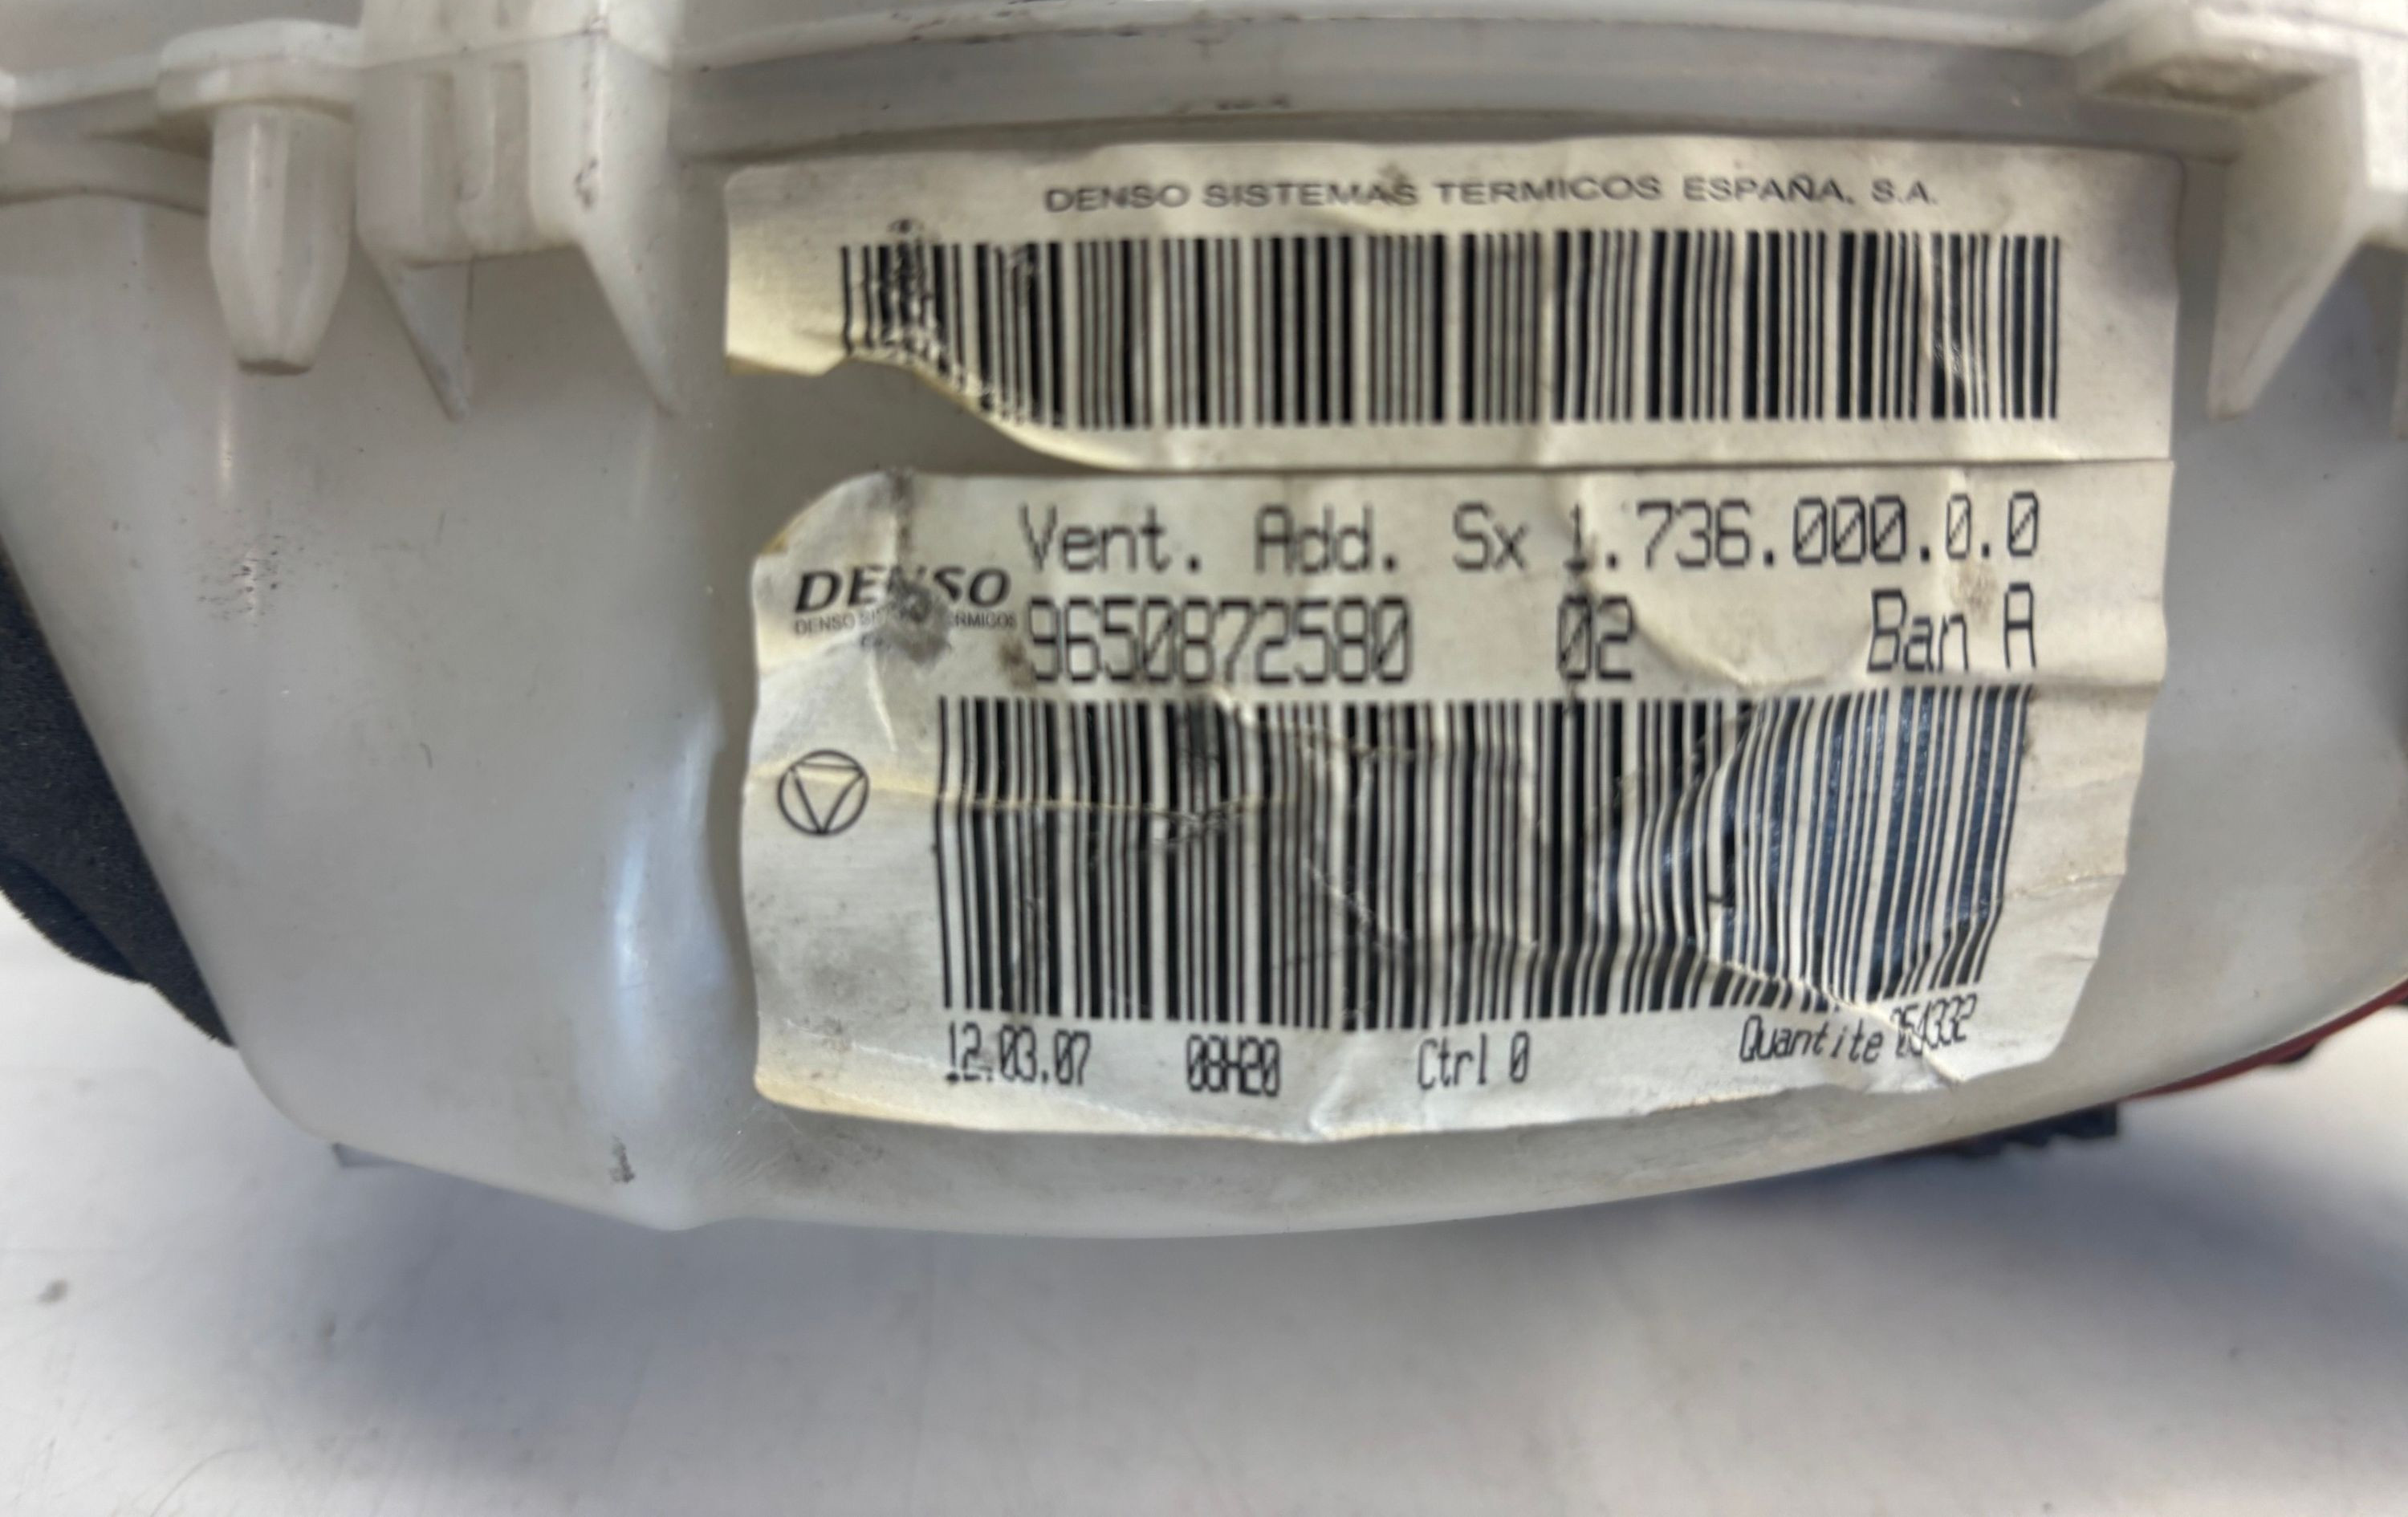 DENSO SISTEMAS TERMICOS ESPAÑA, S.A.
Vent. Add. Sx 1.736.000.0.0
DENSO
9650872580 02 Ban A
12.03.07 08H20 Ctrl 0 Quantite 054332